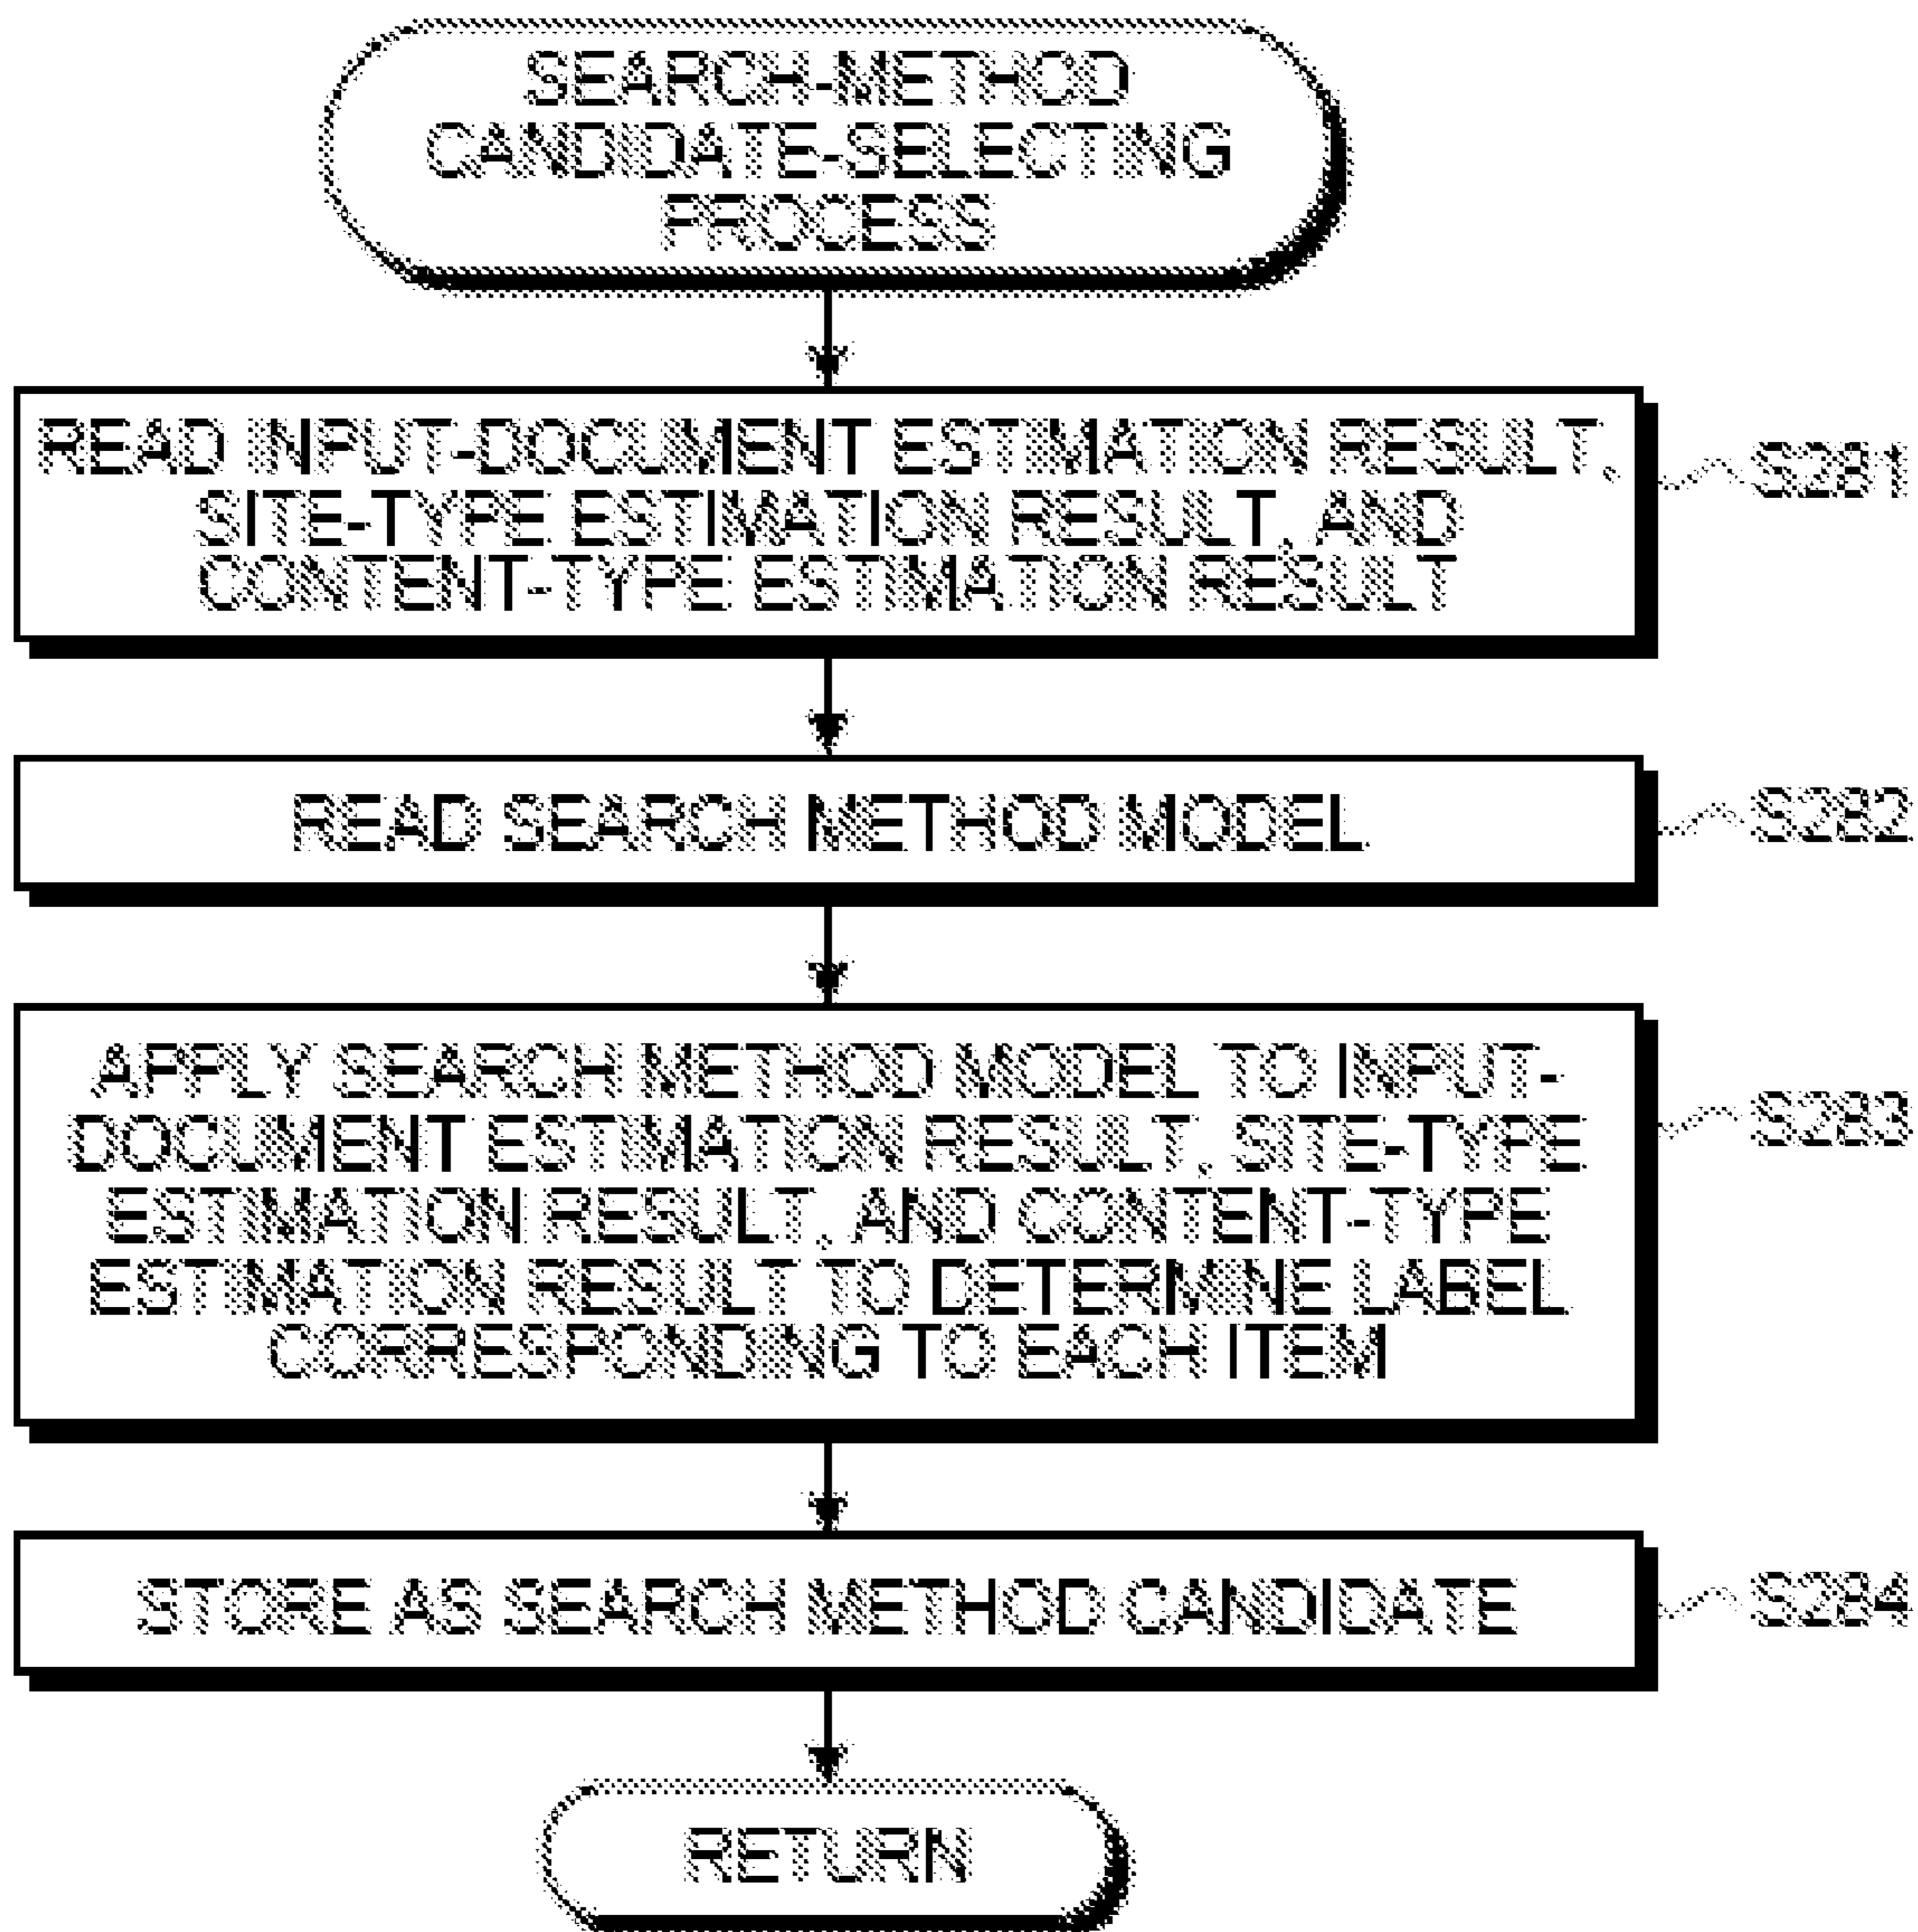 SEARCH-METHOD
CANDIDATE-SELECTING
PROCESS
READ INPUT-DOCUMENT ESTIMATION RESULT,
SITE-TYPE ESTIMATION RESULT, AND
CONTENT-TYPE ESTIMATION RESULT
S281
READ SEARCH METHOD MODEL
S282
APPLY SEARCH METHOD MODEL TO INPUT-
DOCUMENT ESTIMATION RESULT, SITE-TYPE
ESTIMATION RESULT, AND CONTENT-TYPE
ESTIMATION RESULT TO DETERMINE LABEL
CORRESPONDING TO EACH ITEM
S283
STORE AS SEARCH METHOD CANDIDATE
S284
RETURN